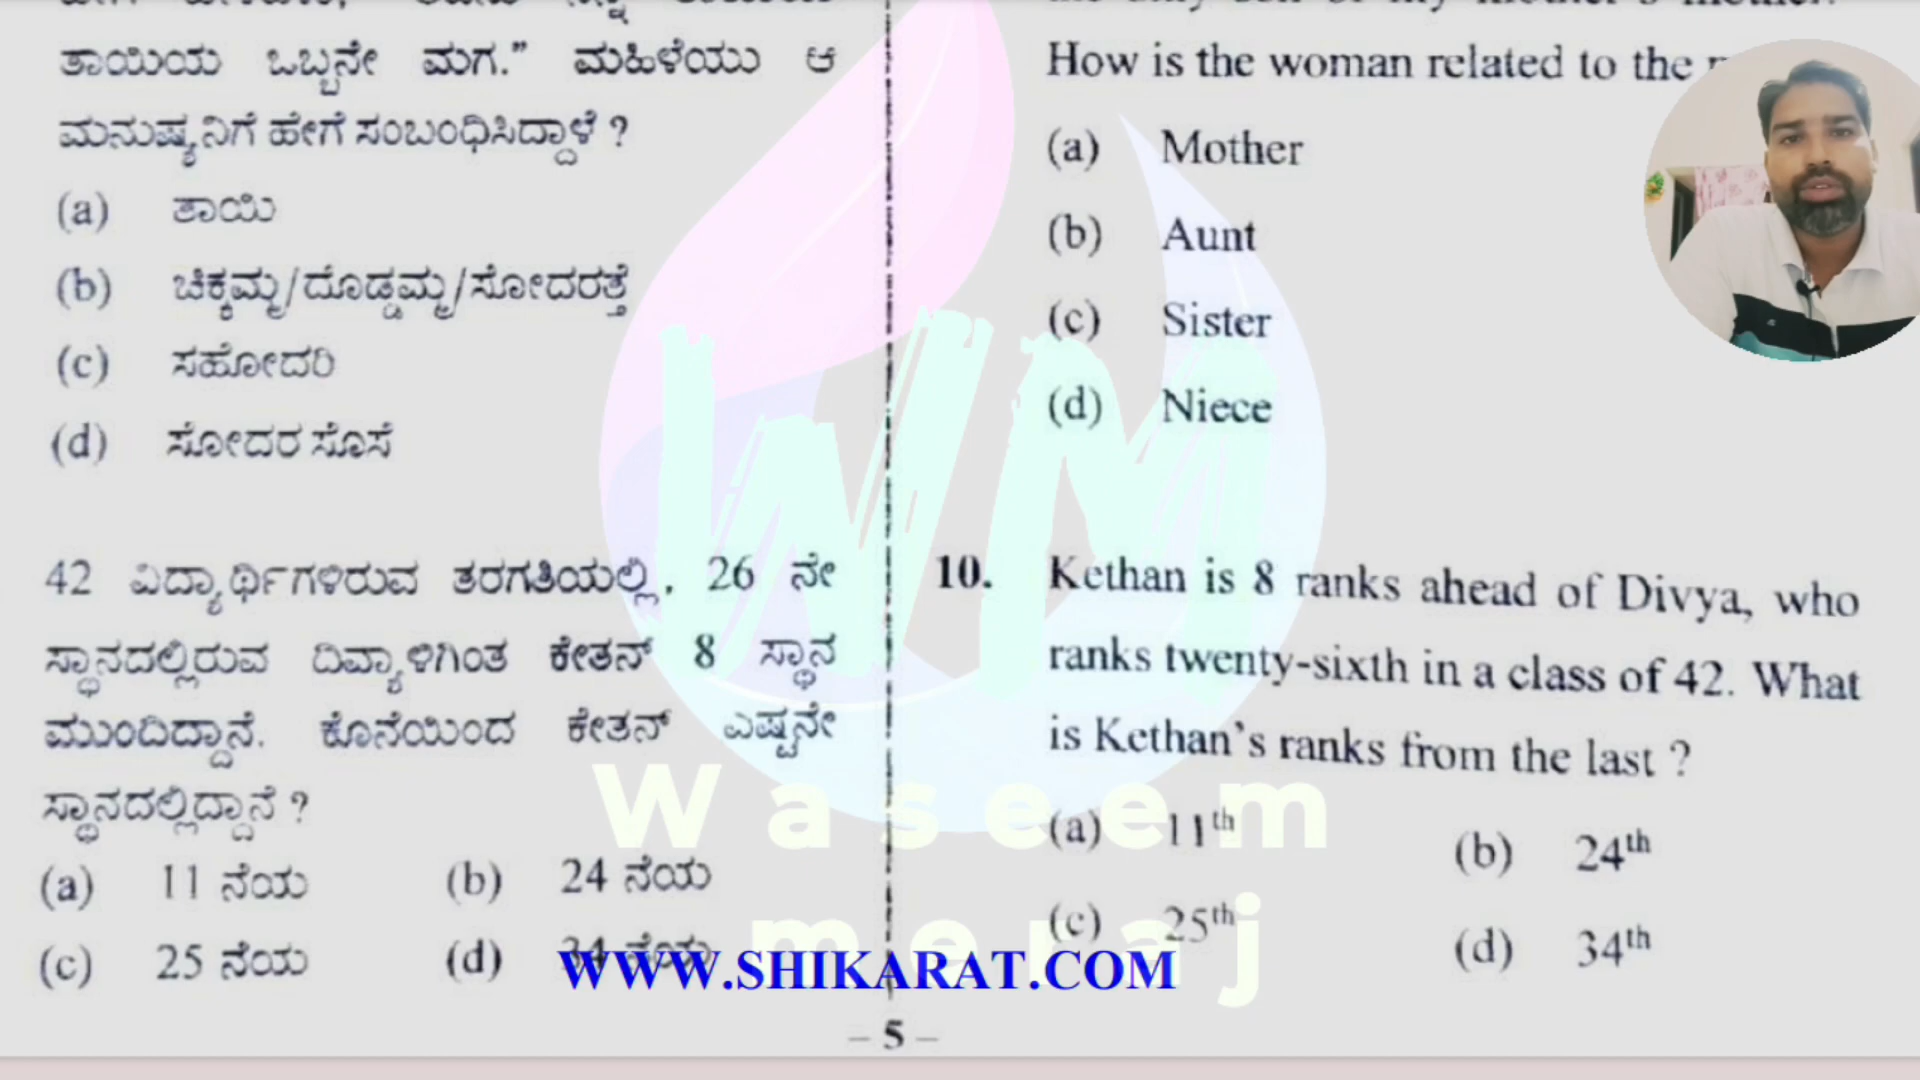 ತಾಯಿಯ ಒಬ್ಬನೇ ಮಗ.” ಮಹಿಳೆಯು ಆ
ಮನುಷ್ಯನಿಗೆ ಹೇಗೆ ಸಂಬಂಧಿಸಿದ್ದಾಳೆ ?
(a) ತಾಯಿ
(b) ಚಿಕ್ಕಮ್ಮ/ದೊಡ್ಡಮ್ಮ/ಸೋದರತ್ತೆ
(c) ಸಹೋದರಿ
(d) ಸೋದರ ಸೊಸೆ
42 ವಿದ್ಯಾರ್ಥಿಗಳಿರುವ ತರಗತಿಯಲ್ಲಿ, 26 ನೇ
ಸ್ಥಾನದಲ್ಲಿರುವ ದಿವ್ಯಾಳಿಗಿಂತ ಕೇತನ್ 8 ಸ್ಥಾನ
ಮುಂದಿದ್ದಾನೆ. ಕೊನೆಯಿಂದ ಕೇತನ್ ಎಷ್ಟನೇ
ಸ್ಥಾನದಲ್ಲಿದ್ದಾನೆ ?
(a) 11 ನೆಯ (b) 24 ನೆಯ
(c) 25 ನೆಯ (d) 34 ನೆಯ
How is the woman related to the
(a) Mother
(b) Aunt
(c) Sister
(d) Niece
10. Kethan is 8 ranks ahead of Divya, who
ranks twenty-sixth in a class of 42. What
is Kethan’s ranks from the last ?
(a) 11th (b) 24th
(c) 25th (d) 34th
Waseem
meraj
WWW.SHIKARAT.COM
– 5 –